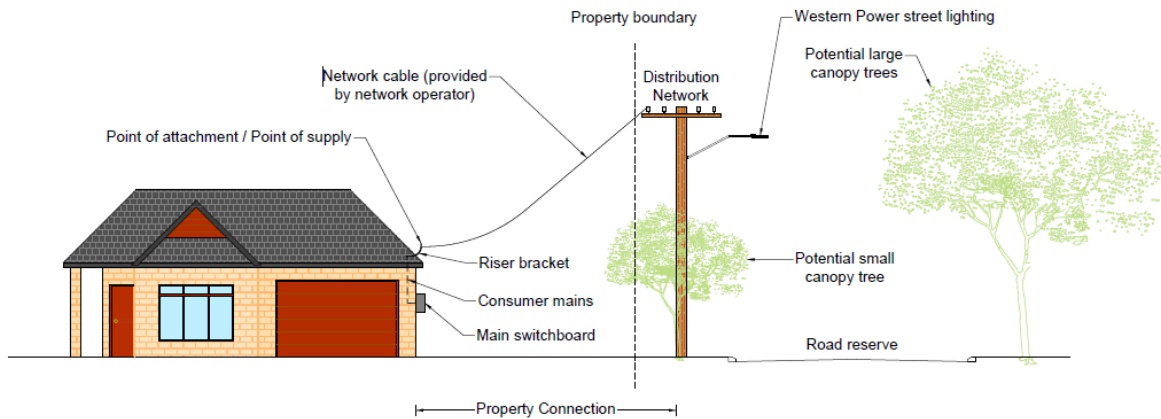 Property boundary
Western Power street lighting
Potential large
canopy trees
Network cable (provided
by network operator)
Distribution
Network
Point of attachment / Point of supply
Riser bracket
Potential small
canopy tree
Consumer mains
Main switchboard
Road reserve
Property Connection